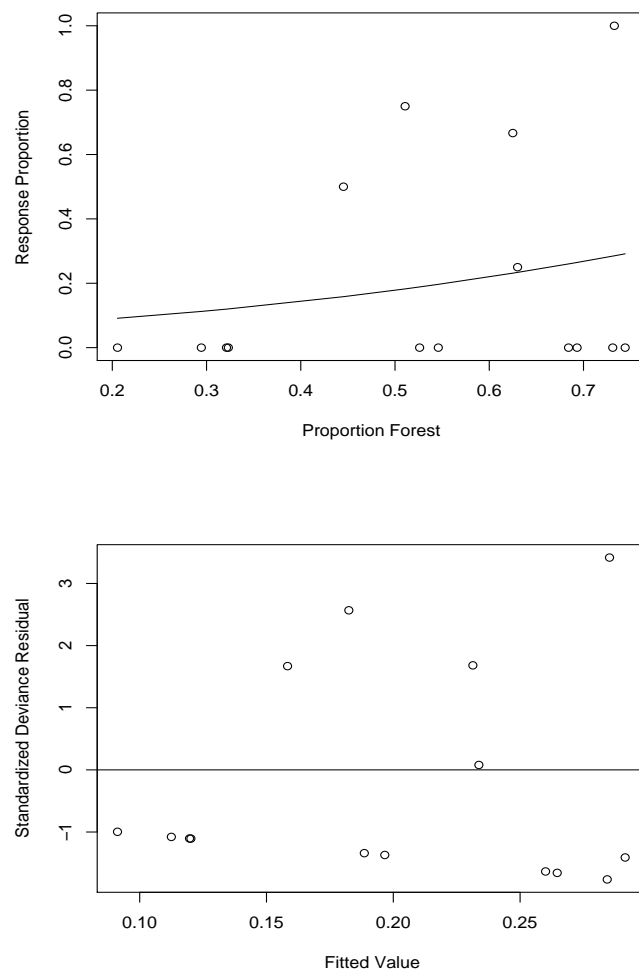 1.0
0.8
0.6
0.4
0.2
0.0
Response Proportion
0.2 0.3 0.4 0.5 0.6 0.7
Proportion Forest
3
2
1
0
−1
Standardized Deviance Residual
0.10 0.15 0.20 0.25
Fitted Value